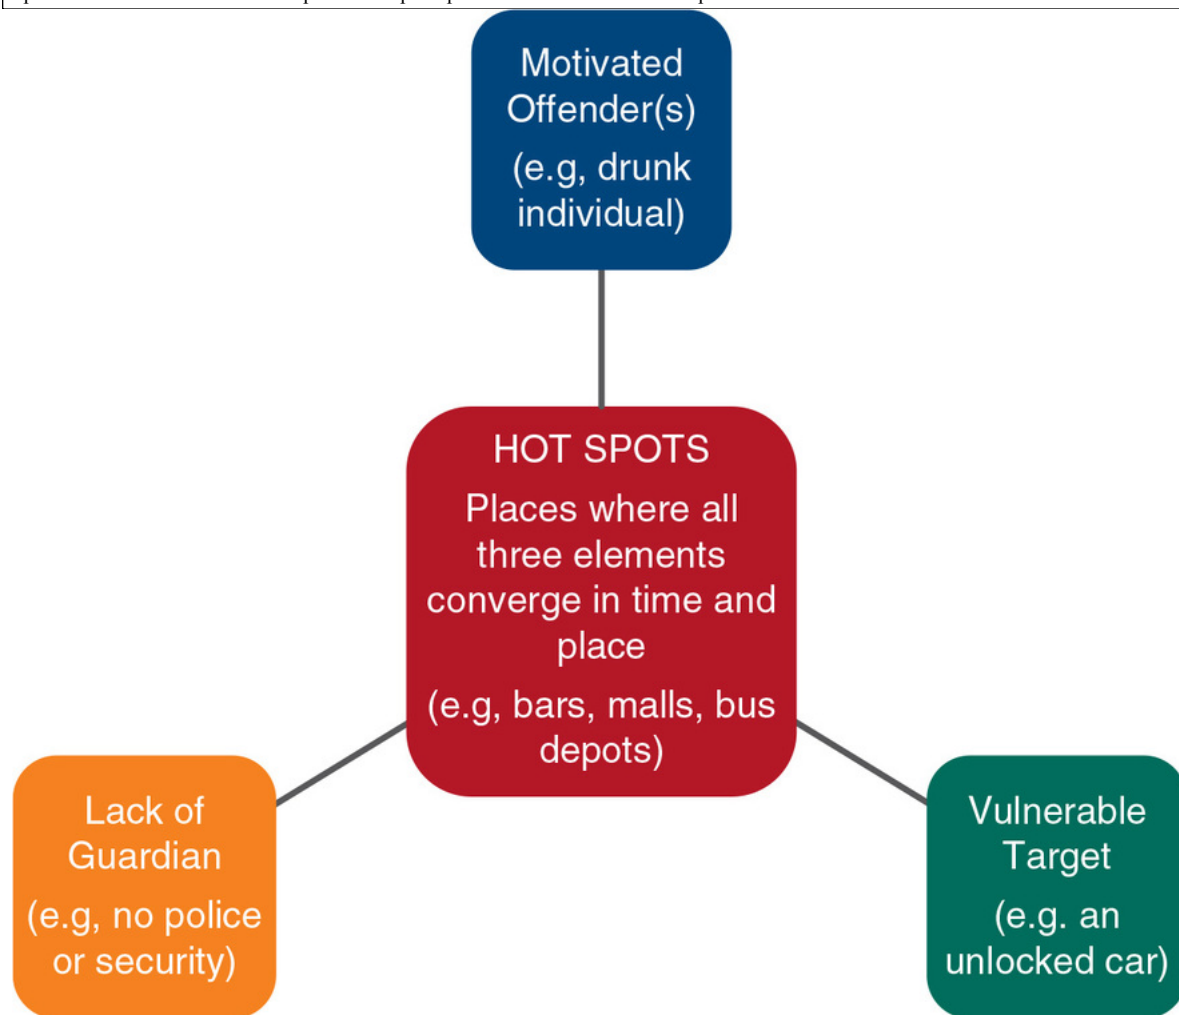 Motivated
Offender(s)
(e.g, drunk
individual)
HOT SPOTS
Places where all
three elements
converge in time and
place
(e.g, bars, malls, bus
depots)
Lack of
Guardian
(e.g, no police
or security)
Vulnerable
Target
(e.g. an
unlocked car)